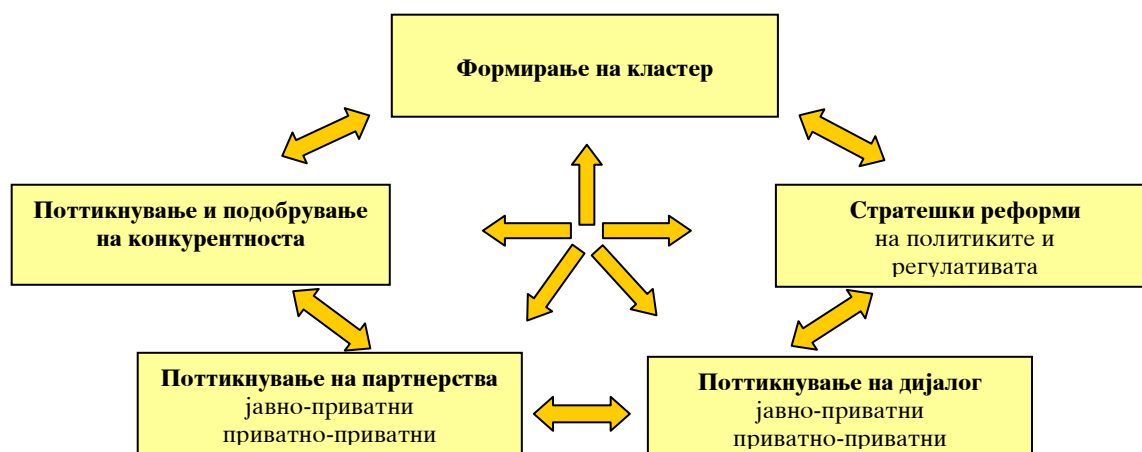 Формирање на кластер
Поттикнување и подобрување
на конкурентноста
Стратешки реформи
на политиките и
регулативата
Поттикнување на партнерства
јавно-приватни
приватно-приватни
Поттикнување на дијалог
јавно-приватни
приватно-приватни